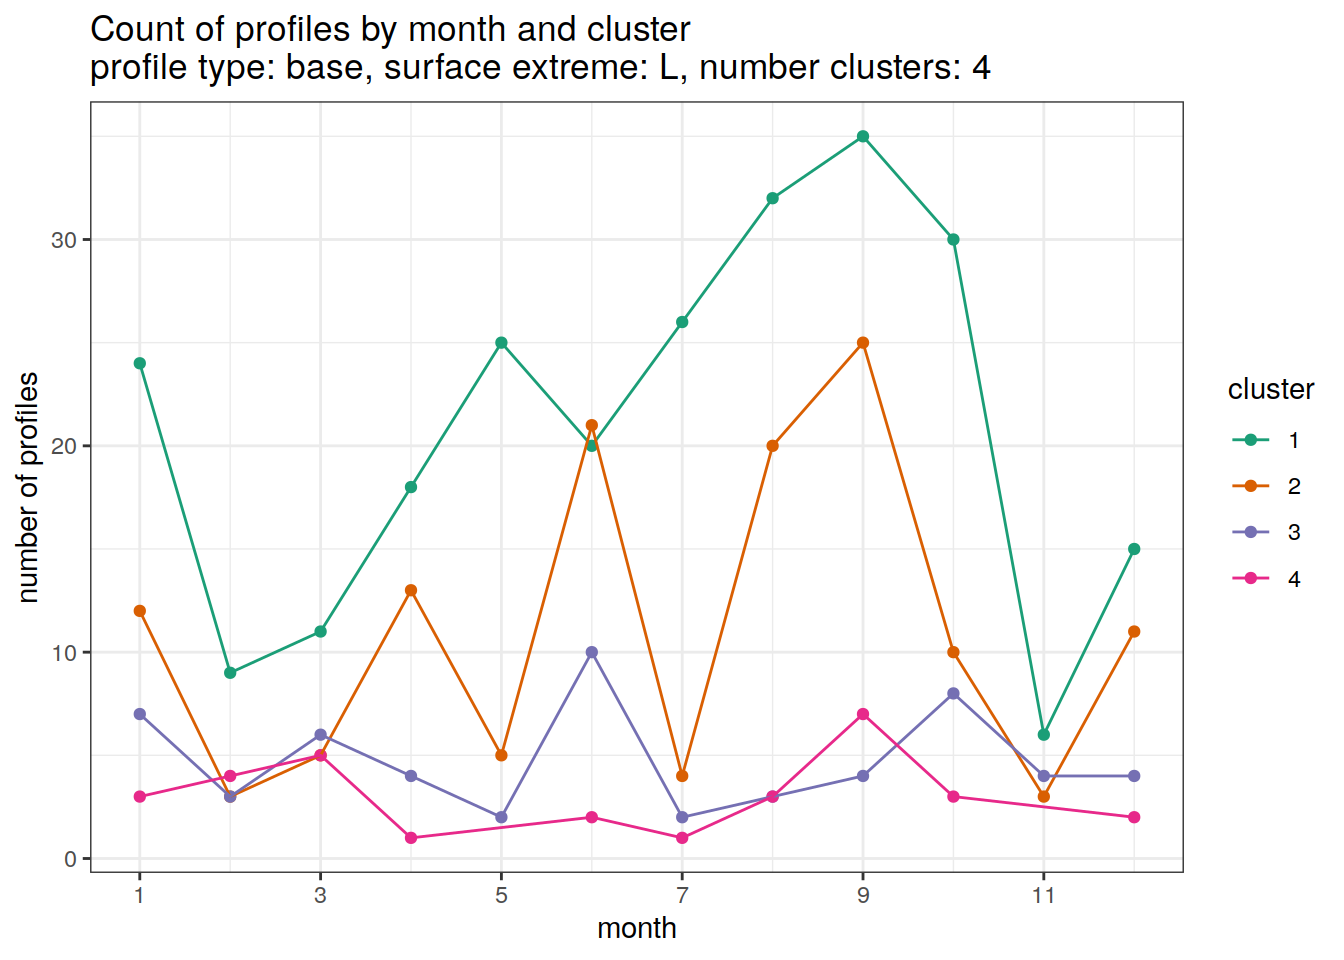 Count of profiles by month and cluster
profile type: base, surface extreme: L, number clusters: 4
number of profiles
30
20
10
0
1 3 5 7 9 11
month
cluster
1
2
3
4